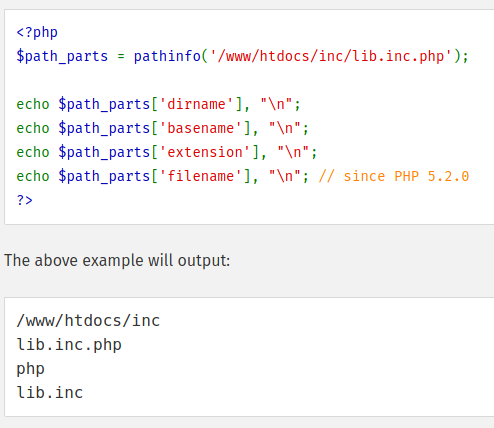 <?php
$path_parts = pathinfo('/www/htdocs/inc/lib.inc.php');
echo $path_parts['dirname'], "\n";
echo $path_parts['basename'], "\n";
echo $path_parts['extension'], "\n";
echo $path_parts['filename'], "\n"; // since PHP 5.2.0
?>
The above example will output:
/www/htdocs/inc
lib.inc.php
php
lib.inc